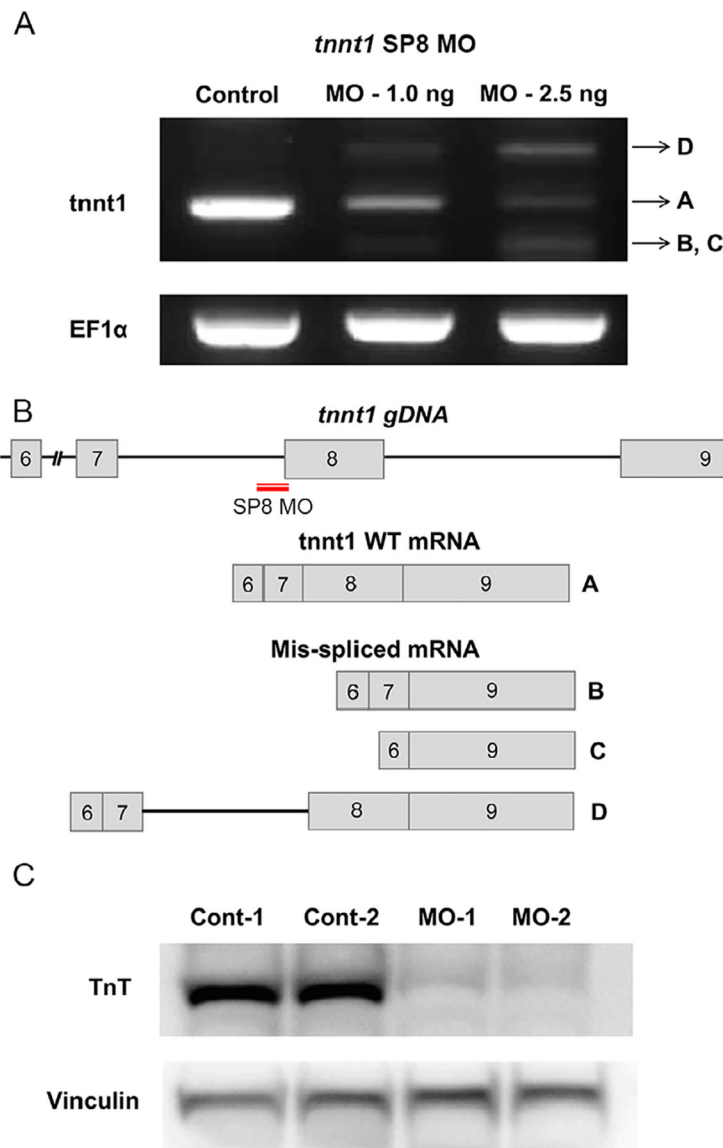 A
tnnt1 SP8 MO
Control MO - 1.0 ng MO - 2.5 ng
D
tnnt1 A
B, C
EF1α
B
tnnt1 gDNA
6 7 8 9
SP8 MO
tnnt1 WT mRNA
6 7 8 9 A
Mis-spliced mRNA
6 7 9 B
6 9 C
6 7 8 9 D
C
Cont-1 Cont-2 MO-1 MO-2
TnT
Vinculin